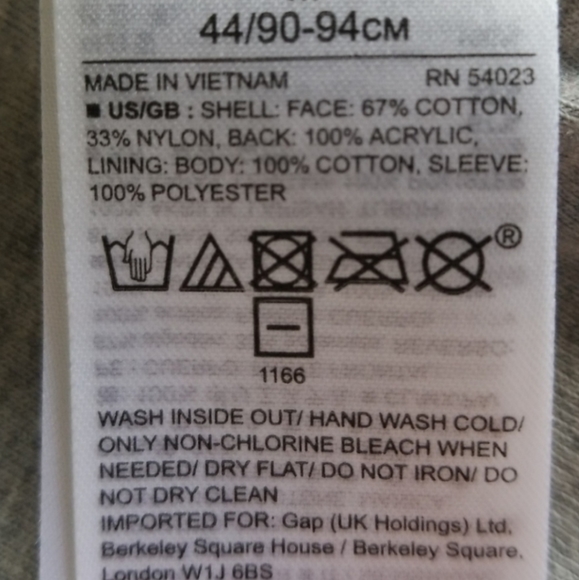 44/90-94CM
MADE IN VIETNAM RN 54023
■ US/GB : SHELL: FACE: 67% COTTON,
33% NYLON, BACK: 100% ACRYLIC,
LINING: BODY: 100% COTTON, SLEEVE:
100% POLYESTER
®
1166
WASH INSIDE OUT/ HAND WASH COLD/
ONLY NON-CHLORINE BLEACH WHEN
NEEDED/ DRY FLAT/ DO NOT IRON/ DO
NOT DRY CLEAN
IMPORTED FOR: Gap (UK Holdings) Ltd,
Berkeley Square House / Berkeley Square,
London W1J 6BS